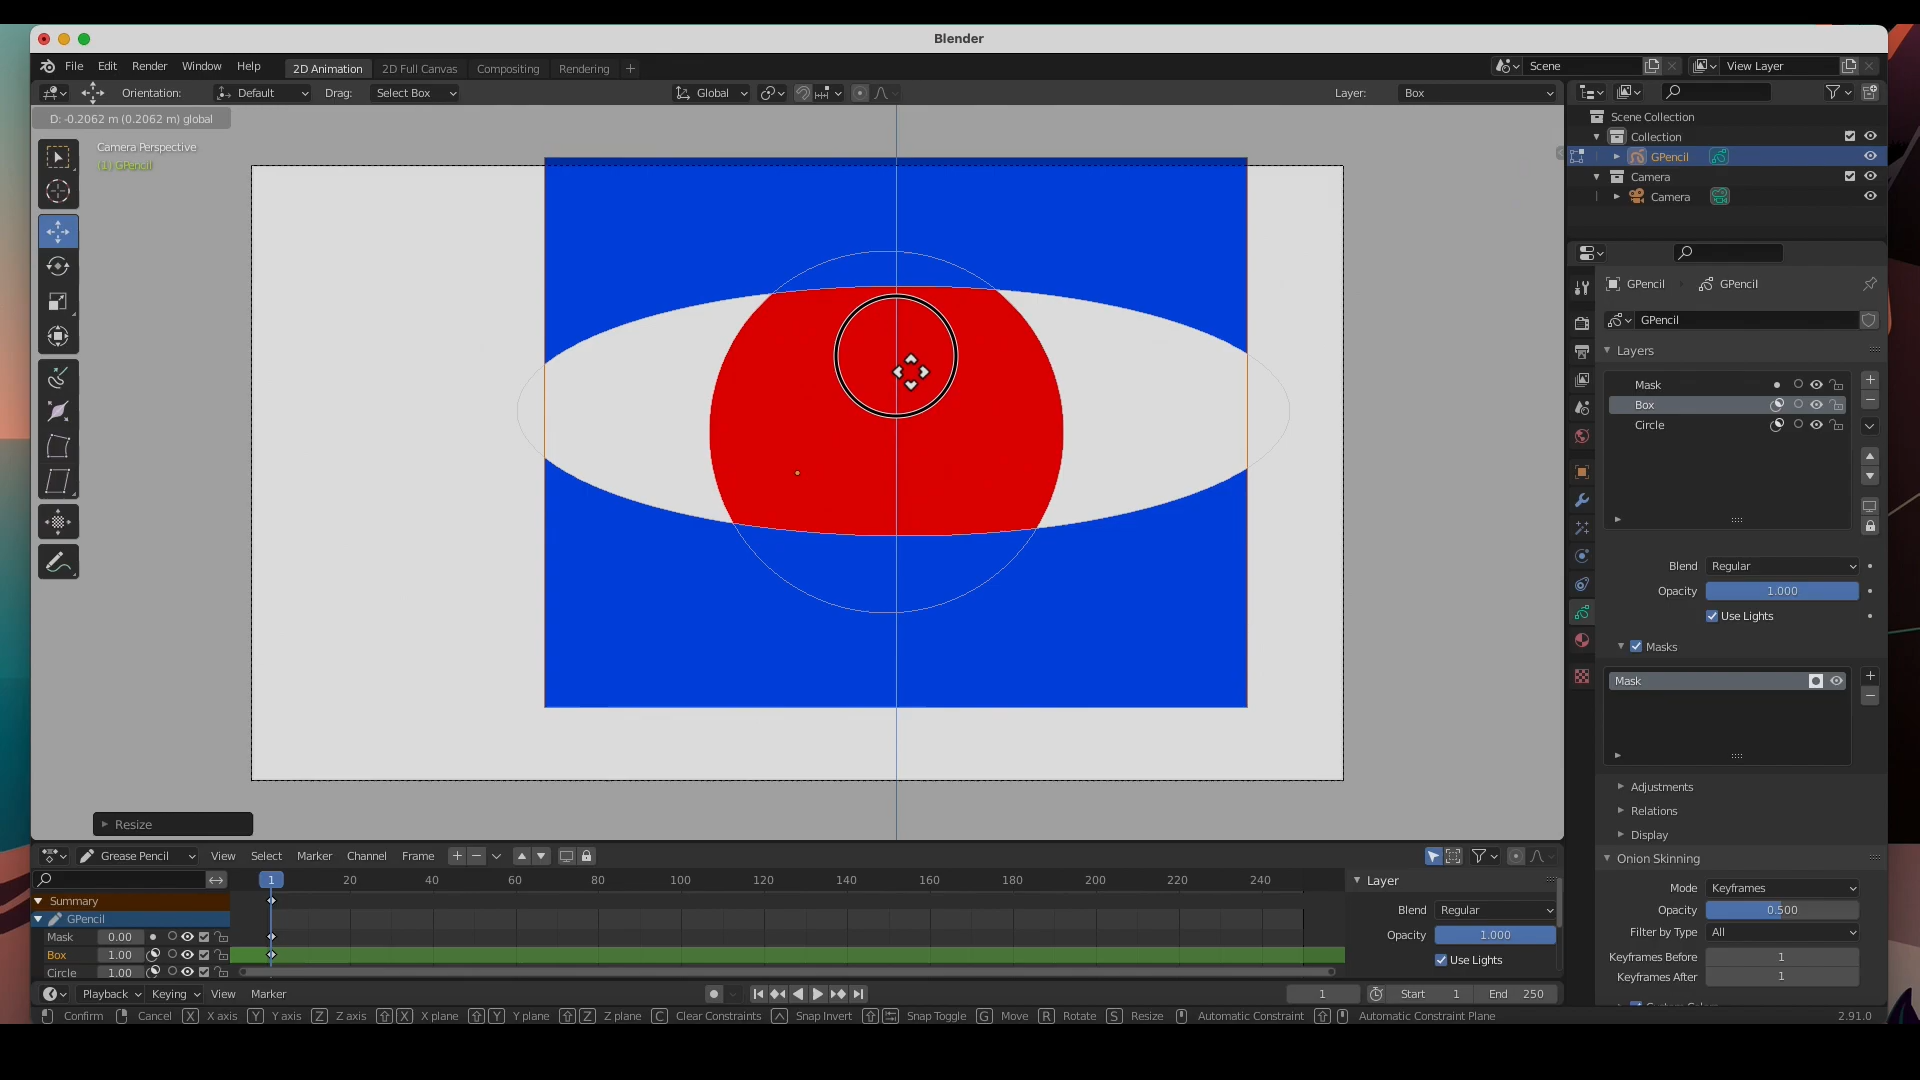 Blender
File Edit Render Window Help 2D Animation 2D Full Canvas Compositing Rendering + Scene View Layer
Orientation: Default Drag: Select Box Global Layer: Box
D: -0.2062 m (0.2062 m) global
Camera Perspective
(1) GPencil
Scene Collection
Collection
GPencil
Camera
Camera
GPencil GPencil
GPencil
Layers
Mask
Box
Circle
Blend Regular
Opacity 1.000
Use Lights
Masks
Mask
Adjustments
Relations
Display
Onion Skinning
Mode Keyframes
Opacity 0.500
Filter by Type All
Keyframes Before 1
Keyframes After 1
Resize
Grease Pencil View Select Marker Channel Frame
1 20 40 60 80 100 120 140 160 180 200 220 240
Summary
GPencil
Mask 0.00
Box 1.00
Circle 1.00
Layer
Blend Regular
Opacity 1.000
Use Lights
Playback Keying View Marker 1 Start 1 End 250
Confirm Cancel X X axis Y Y axis Z Z axis X X plane Y Y plane Z Z plane C Clear Constraints Snap Invert Snap Toggle G Move R Rotate S Resize Automatic Constraint Automatic Constraint Plane 2.91.0